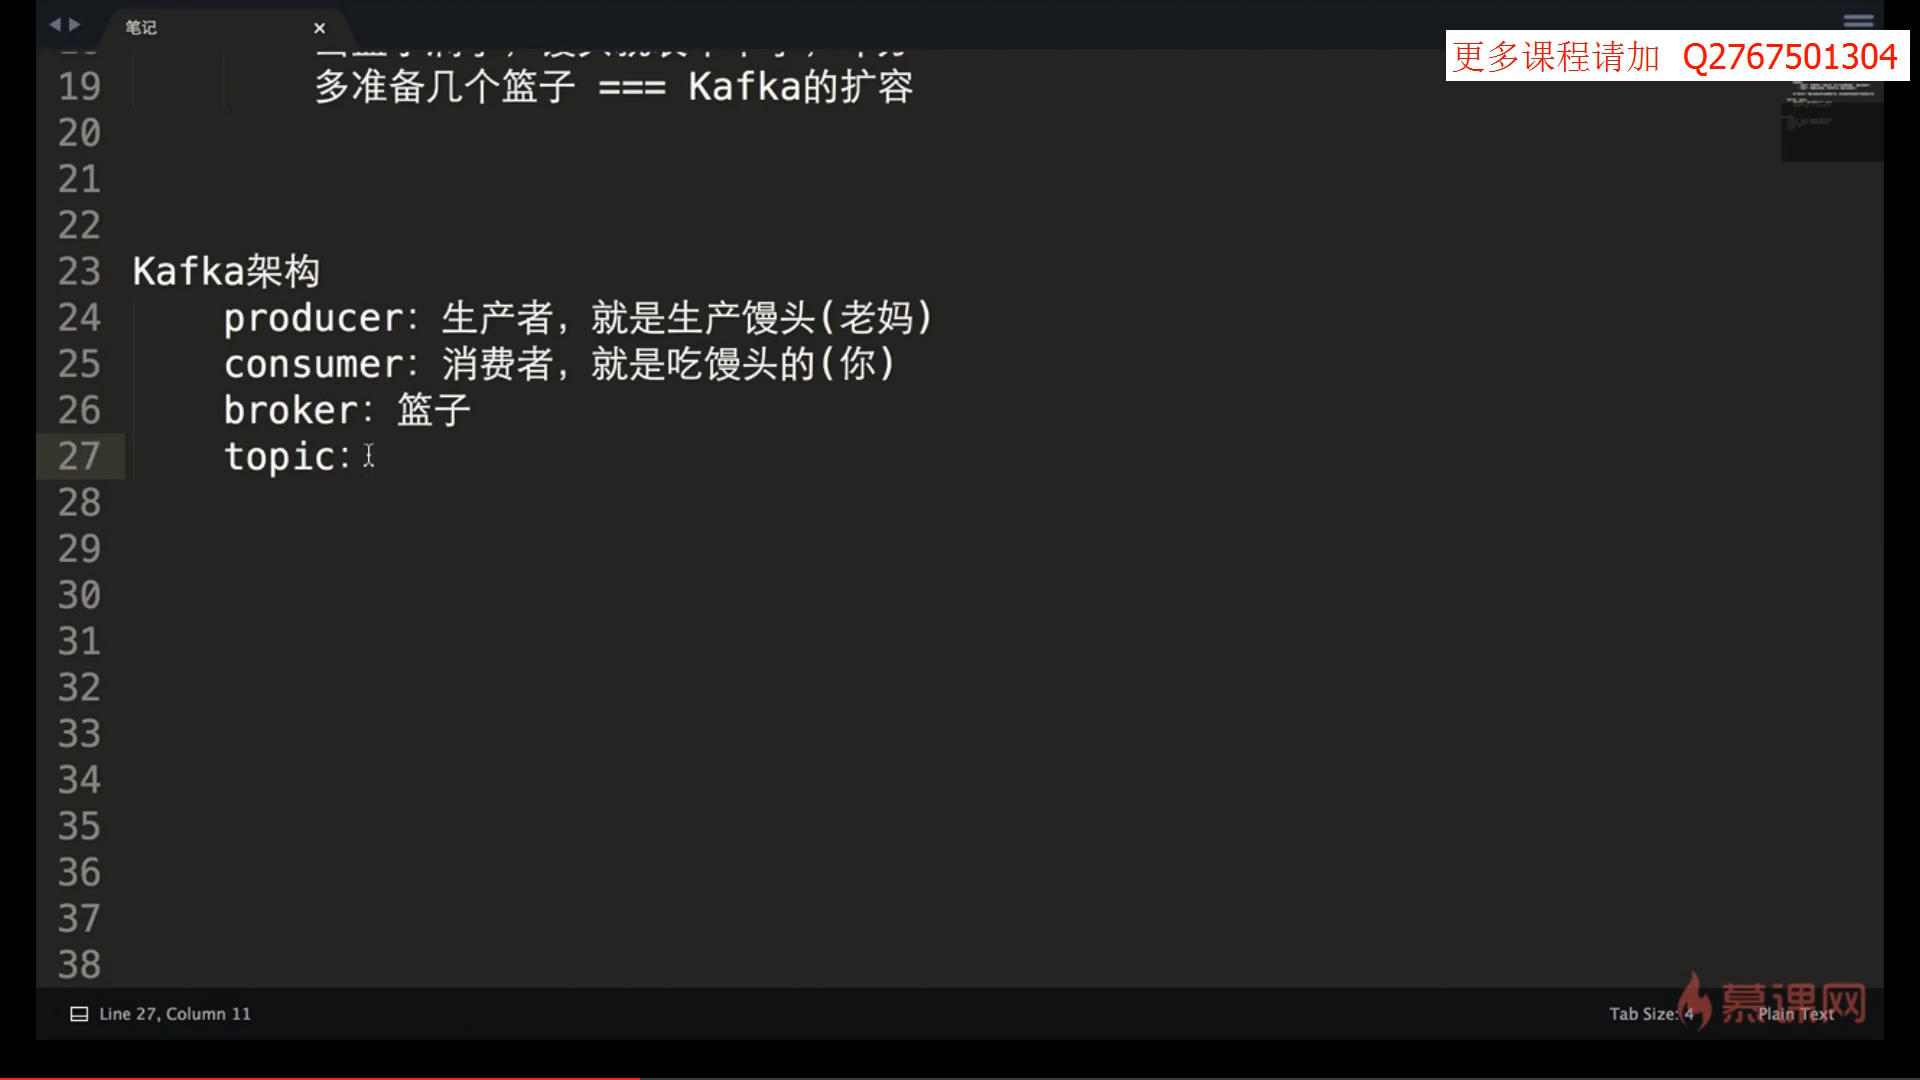 笔记
更多课程请加 Q2767501304
19 多准备几个篮子 === Kafka的扩容
20
21
22
23 Kafka架构
24 producer: 生产者，就是生产馒头(老妈)
25 consumer: 消费者，就是吃馒头的(你)
26 broker: 篮子
27 topic:
28
29
30
31
32
33
34
35
36
37
38
Line 27, Column 11
Tab Size: 4
Plain Text
慕课网